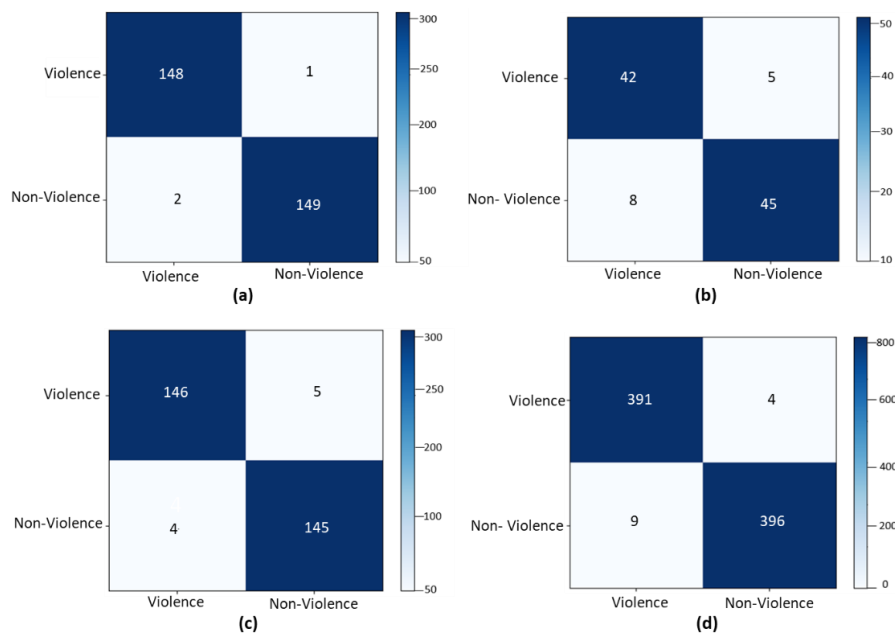 Violence
148
1
300
250
200
100
50
Non-Violence
2
149
Violence
Non-Violence
(a)
Violence
42
5
50
40
30
20
10
Non- Violence
8
45
Violence
Non-Violence
(b)
Violence
146
5
300
250
200
100
50
Non-Violence
4
145
Violence
Non-Violence
(c)
Violence
391
4
800
600
400
200
0
Non- Violence
9
396
Violence
Non-Violence
(d)